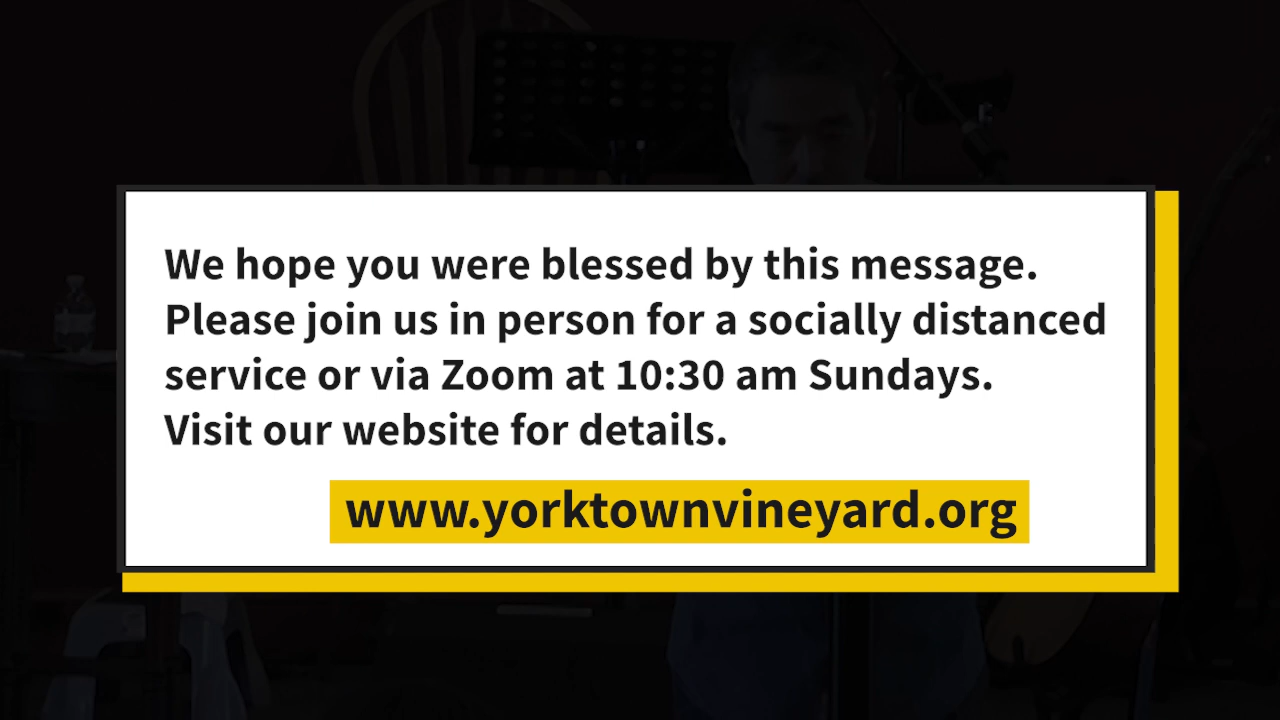 We hope you were blessed by this message.
Please join us in person for a socially distanced
service or via Zoom at 10:30 am Sundays.
Visit our website for details.
www.yorktownvineyard.org